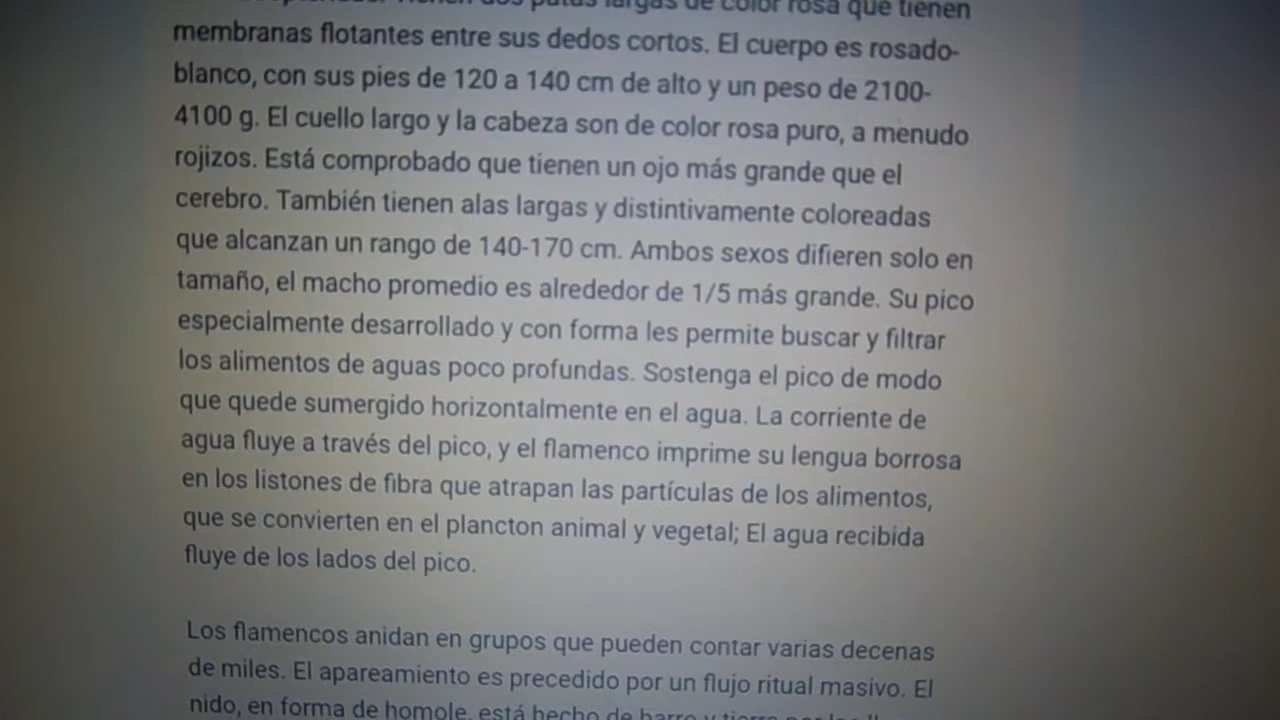 largas de color rosa que tienen
membranas flotantes entre sus dedos cortos. El cuerpo es rosado-
blanco, con sus pies de 120 a 140 cm de alto y un peso de 2100-
4100 g. El cuello largo y la cabeza son de color rosa puro, a menudo
rojizos. Está comprobado que tienen un ojo más grande que el
cerebro. También tienen alas largas y distintivamente coloreadas
que alcanzan un rango de 140-170 cm. Ambos sexos difieren solo en
tamaño, el macho promedio es alrededor de 1/5 más grande. Su pico
especialmente desarrollado y con forma les permite buscar y filtrar
los alimentos de aguas poco profundas. Sostenga el pico de modo
que quede sumergido horizontalmente en el agua. La corriente de
agua fluye a través del pico, y el flamenco imprime su lengua borrosa
en los listones de fibra que atrapan las partículas de los alimentos,
que se convierten en el plancton animal y vegetal; El agua recibida
fluye de los lados del pico.
Los flamencos anidan en grupos que pueden contar varias decenas
de miles. El apareamiento es precedido por un flujo ritual masivo. El
nido, en forma de homole, está hecho de barro y tierra